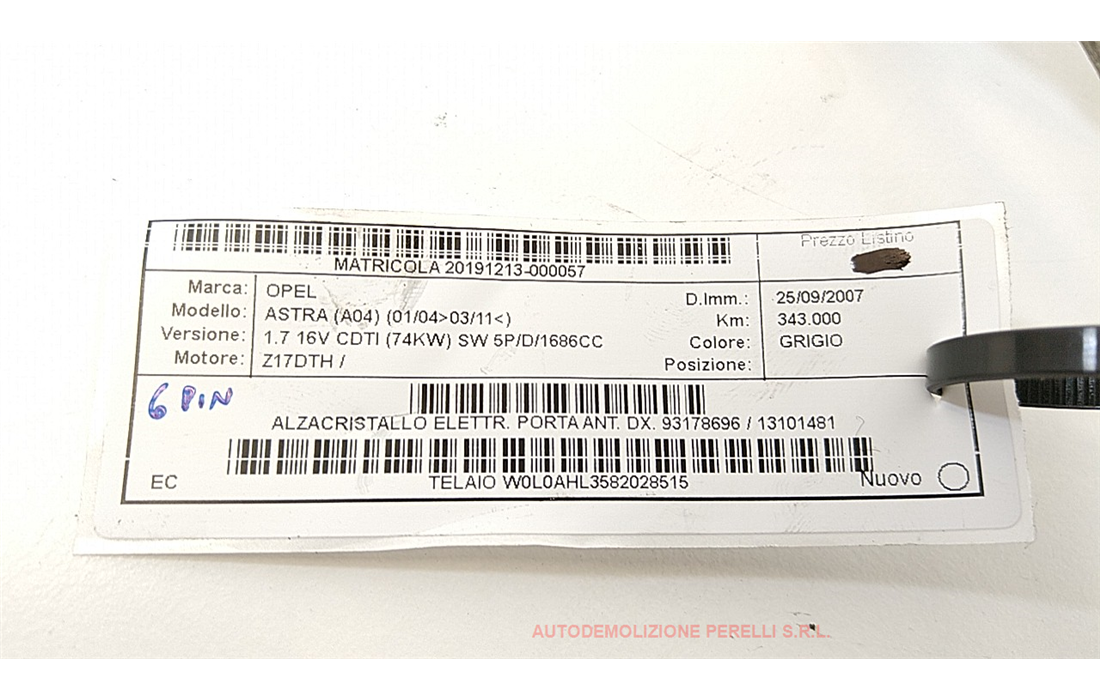 Prezzo Listino
MATRICOLA 20191213-000057
Marca: OPEL
Modello: ASTRA (A04) (01/04>03/11<)
Versione: 1.7 16V CDTI (74KW) SW 5P/D/1686CC
Motore: Z17DTH /
D.Imm.: 25/09/2007
Km: 343.000
Colore: GRIGIO
Posizione:
6 PIN
ALZACRISTALLO ELETTR. PORTA ANT. DX. 93178696 / 13101481
EC
TELAIO W0L0AHL3582028515
Nuovo
AUTODEMOLIZIONE PERELLI S.R.L.